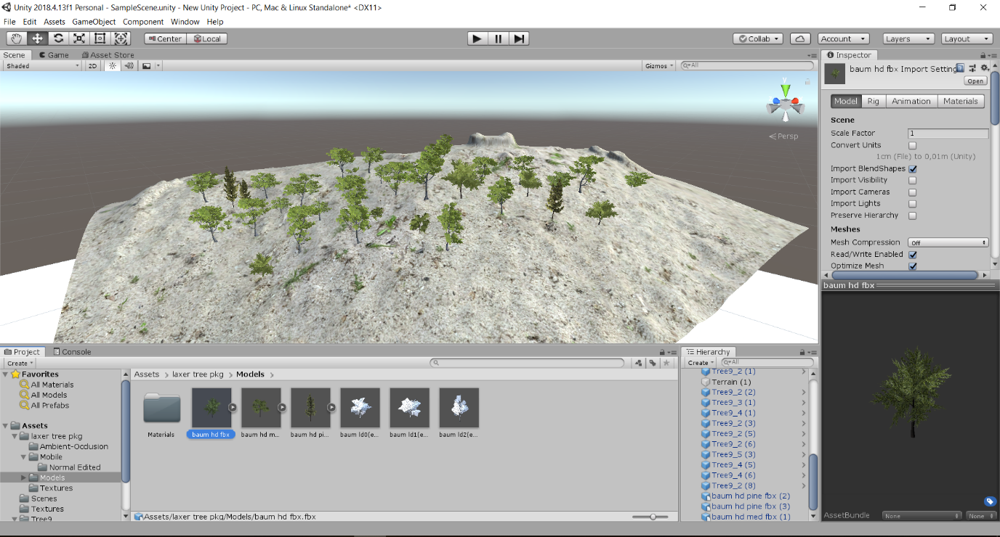 Unity 2018.4.13f1 Personal - SampleScene.unity - New Unity Project - PC, Mac & Linux Standalone* <DX11>
File Edit Assets GameObject Component Window Help
Center Local Collab Account Layers Layout
Scene Game Asset Store
Shaded 2D Gizmos All
y
Persp
Inspector
baum hd fbx Import Setting
Open
Model Rig Animation Materials
Scene
Scale Factor 1
Convert Units
1cm (File) to 0,01m (Unity)
Import BlendShapes
Import Visibility
Import Cameras
Import Lights
Preserve Hierarchy
Meshes
Mesh Compression Off
Read/Write Enabled
Optimize Mesh
baum hd fbx
AssetBundle None None
Project Console
Create
Favorites
All Materials
All Models
All Prefabs
Assets
laxer tree pkg
Ambient-Occlusion
Mobile
Normal Edited
Models
Textures
Scenes
Textures
Tree9
Assets > laxer tree pkg > Models >
Materials baum hd fbx baum hd m... baum hd pi... baum ld0(e... baum ld1(e... baum ld2(e...
Assets/laxer tree pkg/Models/baum hd fbx.fbx
Hierarchy
Create All
Tree9_2 (1)
Terrain (1)
Tree9_2 (2)
Tree9_3 (1)
Tree9_4 (1)
Tree9_2 (3)
Tree9_2 (5)
Tree9_2 (6)
Tree9_5 (3)
Tree9_4 (5)
Tree9_4 (6)
Tree9_2 (8)
baum hd pine fbx (2)
baum hd pine fbx (3)
baum hd med fbx (1)